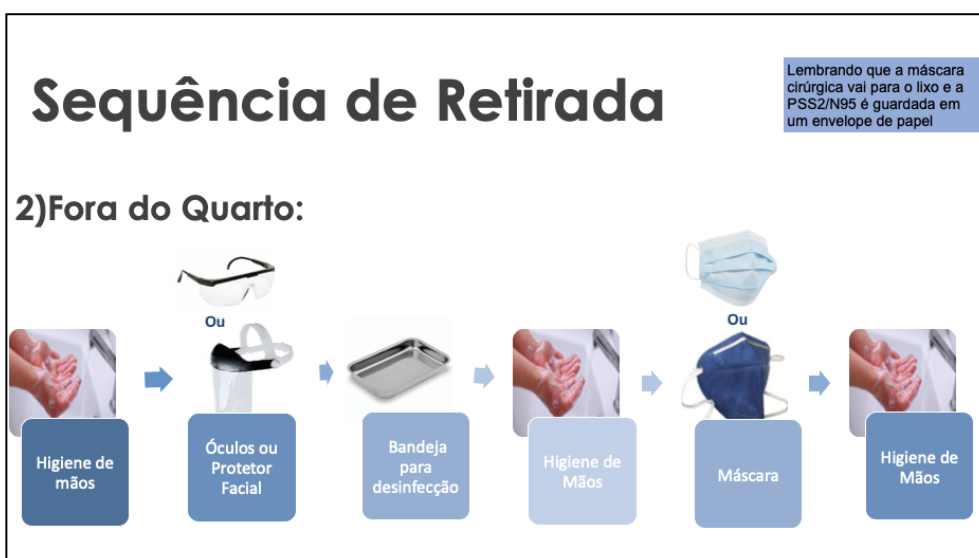 Sequência de Retirada
Lembrando que a máscara
cirúrgica vai para o lixo e a
PSS2/N95 é guardada em
um envelope de papel
2)Fora do Quarto:
Ou
Ou
Higiene de
mãos
Óculos ou
Protetor
Facial
Bandeja
para
desinfecção
Higiene de
Mãos
Máscara
Higiene de
Mãos